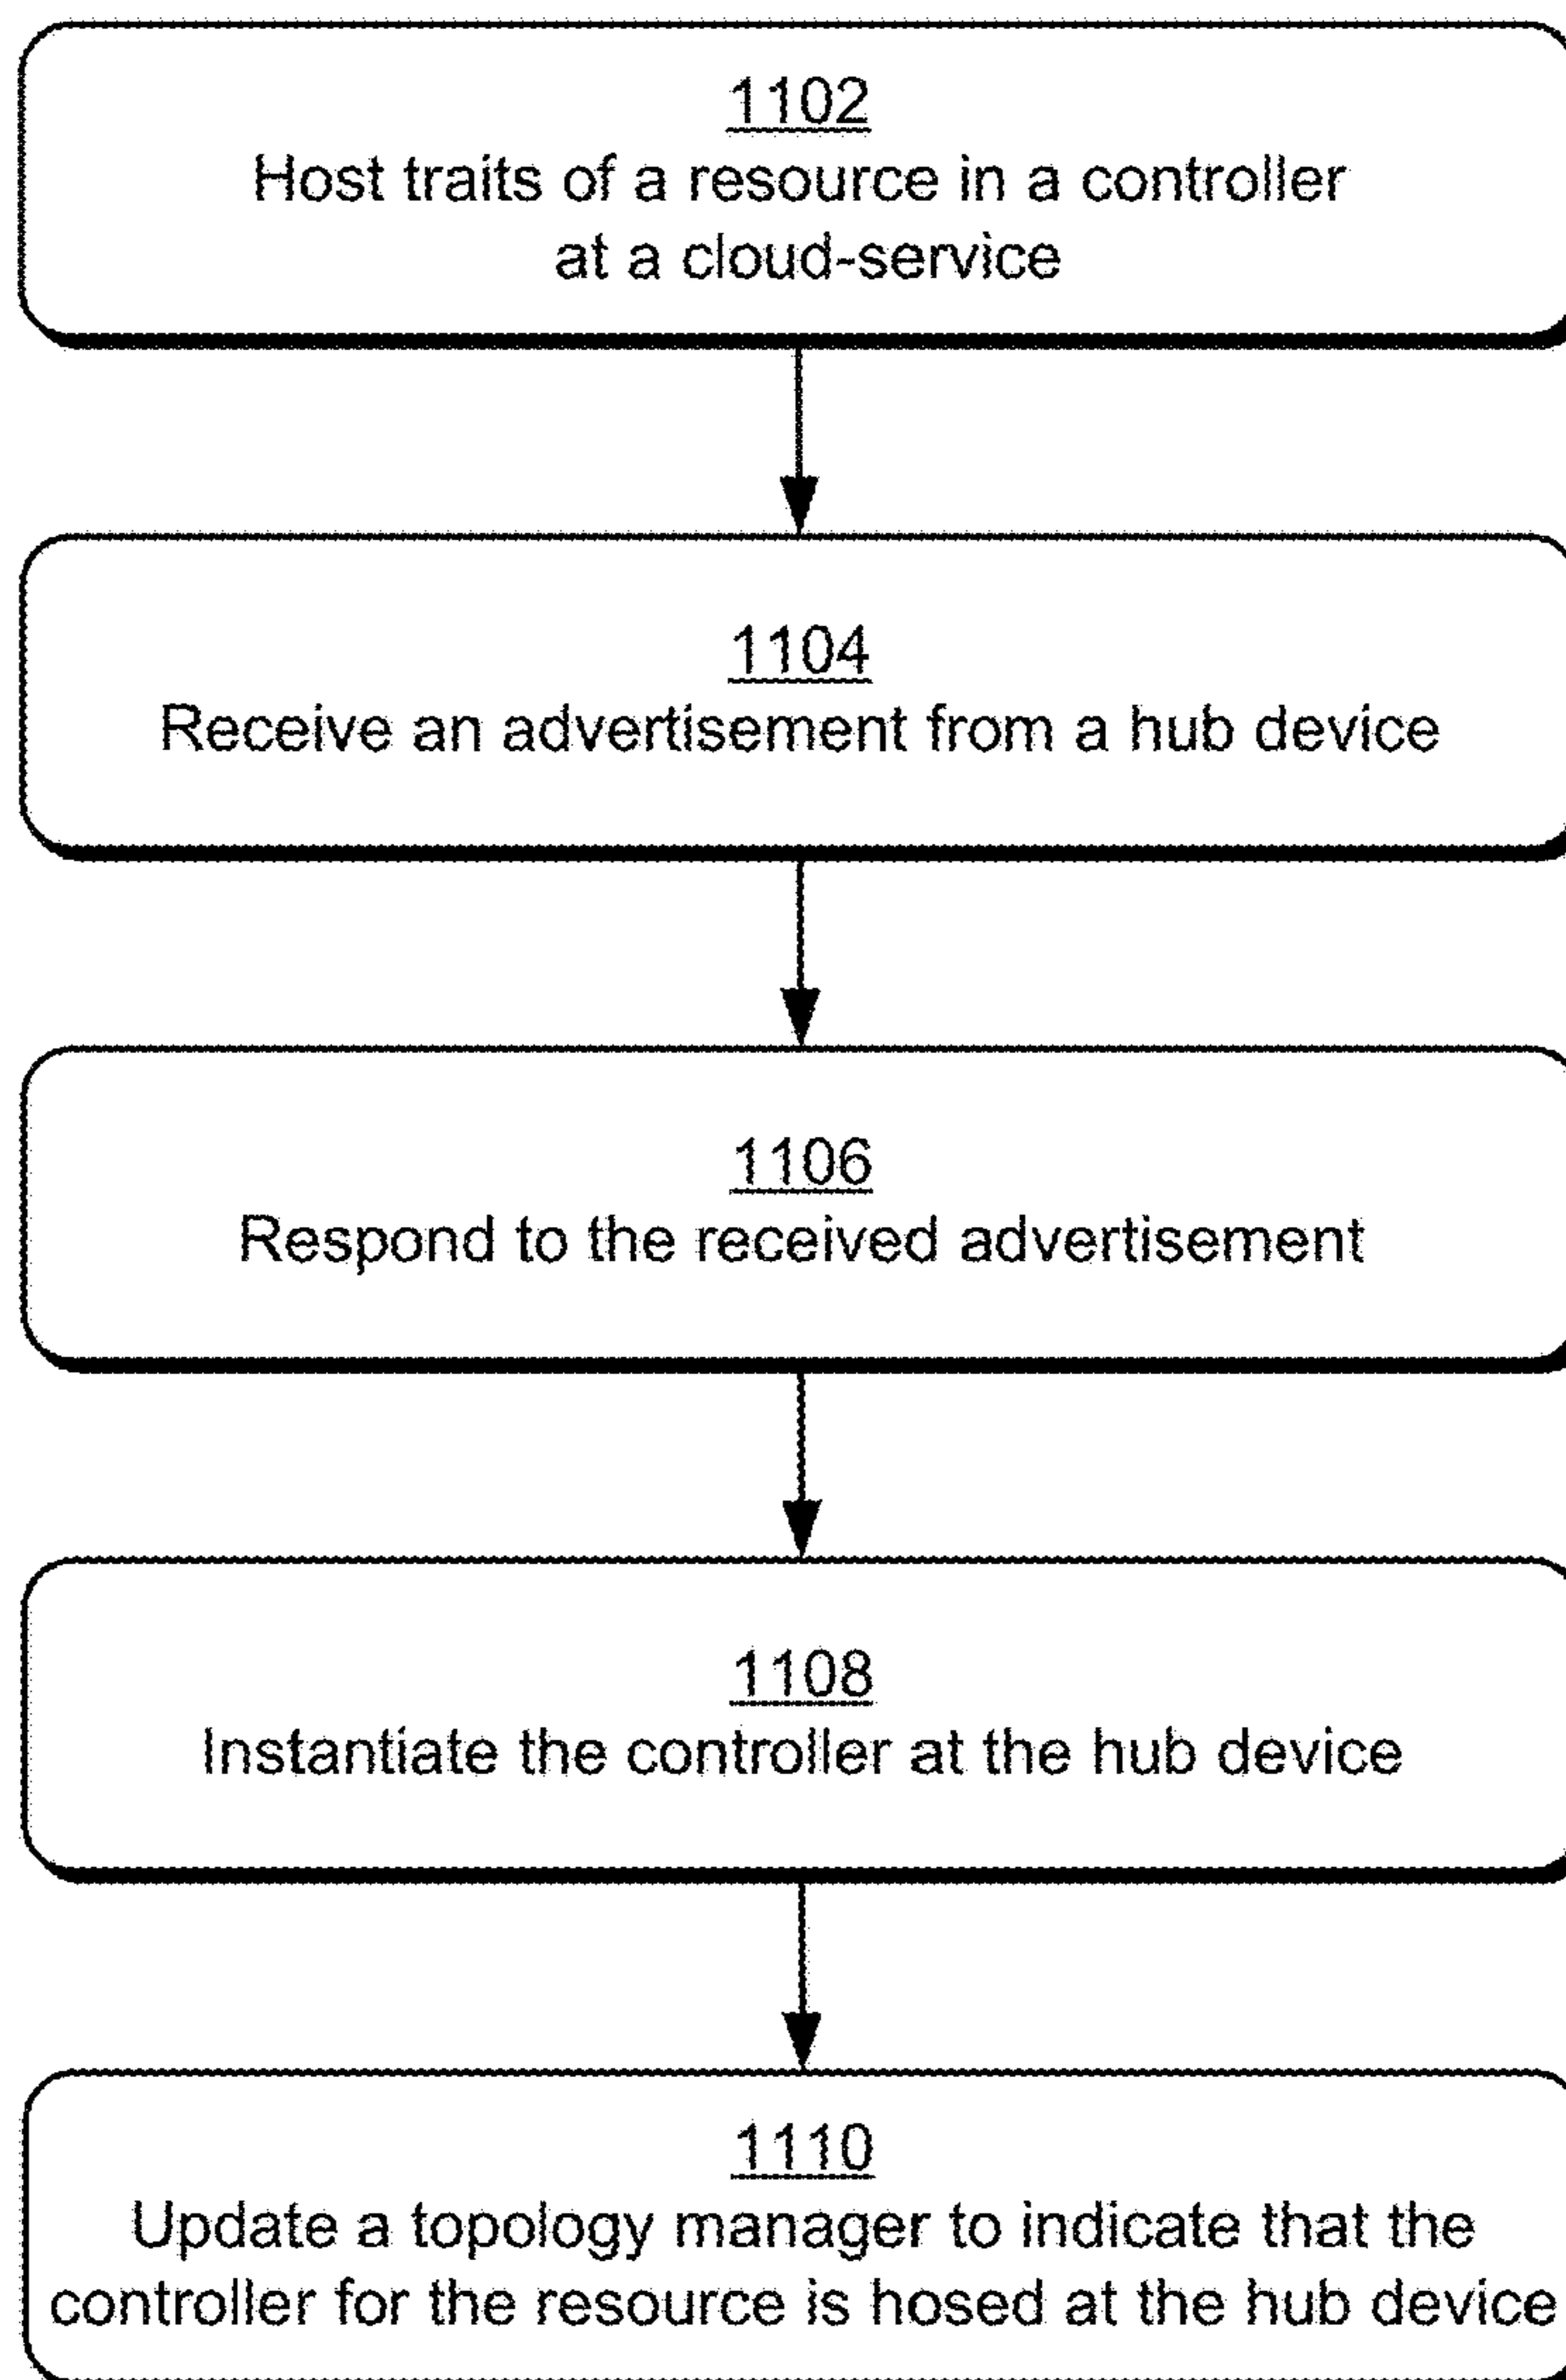 1102
Host traits of a resource in a controller
at a cloud-service
1104
Receive an advertisement from a hub device
1106
Respond to the received advertisement
1108
Instantiate the controller at the hub device
1110
Update a topology manager to indicate that the
controller for the resource is hosed at the hub device